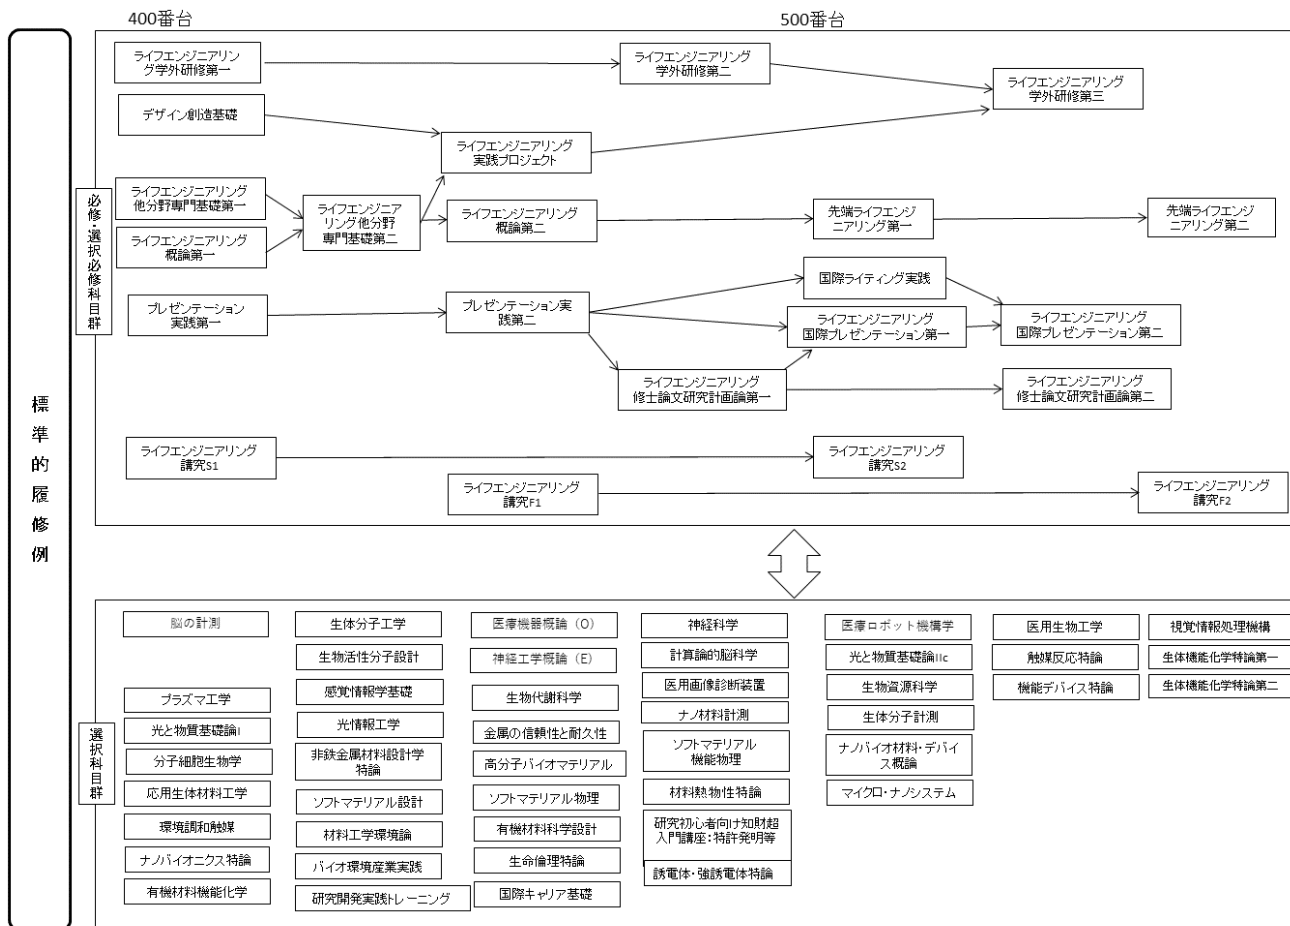 400番台
500番台
標準的履修例
必修・選択必修科目群
ライフエンジニアリン
グ学外研修第一
ライフエンジニアリング
学外研修第二
ライフエンジニアリング
学外研修第三
デザイン創造基礎
ライフエンジニアリング
実践プロジェクト
ライフエンジニアリング
他分野専門基礎第一
ライフエンジニアリング
概論第一
ライフエンジニア
リング他分野
専門基礎第二
ライフエンジニアリング
概論第二
先端ライフエンジ
ニアリング第一
先端ライフエンジ
ニアリング第二
プレゼンテーション
実践第一
プレゼンテーション実
践第二
国際ライティング実践
ライフエンジニアリング
国際プレゼンテーション第一
ライフエンジニアリング
国際プレゼンテーション第二
ライフエンジニアリング
修士論文研究計画論第一
ライフエンジニアリング
修士論文研究計画論第二
ライフエンジニアリング
講究S1
ライフエンジニアリング
講究S2
ライフエンジニアリング
講究F1
ライフエンジニアリング
講究F2
選択科目群
脳の計測
プラズマ工学
光と物質基礎論I
分子細胞生物学
応用生体材料工学
環境調和触媒
ナノバイオニクス特論
有機材料機能化学
生体分子工学
生物活性分子設計
感覚情報学基礎
光情報工学
非鉄金属材料設計学
特論
ソフトマテリアル設計
材料工学環境論
バイオ環境産業実践
研究開発実践トレーニング
医療機器概論（O）
神経工学概論（E）
生物代謝科学
金属の信頼性と耐久性
高分子バイオマテリアル
ソフトマテリアル物理
有機材料科学設計
生命倫理特論
国際キャリア基礎
神経科学
計算論的脳科学
医用画像診断装置
ナノ材料計測
ソフトマテリアル
機能物理
材料熱物性特論
研究初心者向け知財超
入門講座：特許発明等
誘電体・強誘電体特論
医療ロボット機構学
光と物質基礎論IIc
生物資源科学
生体分子計測
ナノバイオ材料・デバイ
ス概論
マイクロ・ナノシステム
医用生物工学
触媒反応特論
機能デバイス特論
視覚情報処理機構
生体機能化学特論第一
生体機能化学特論第二